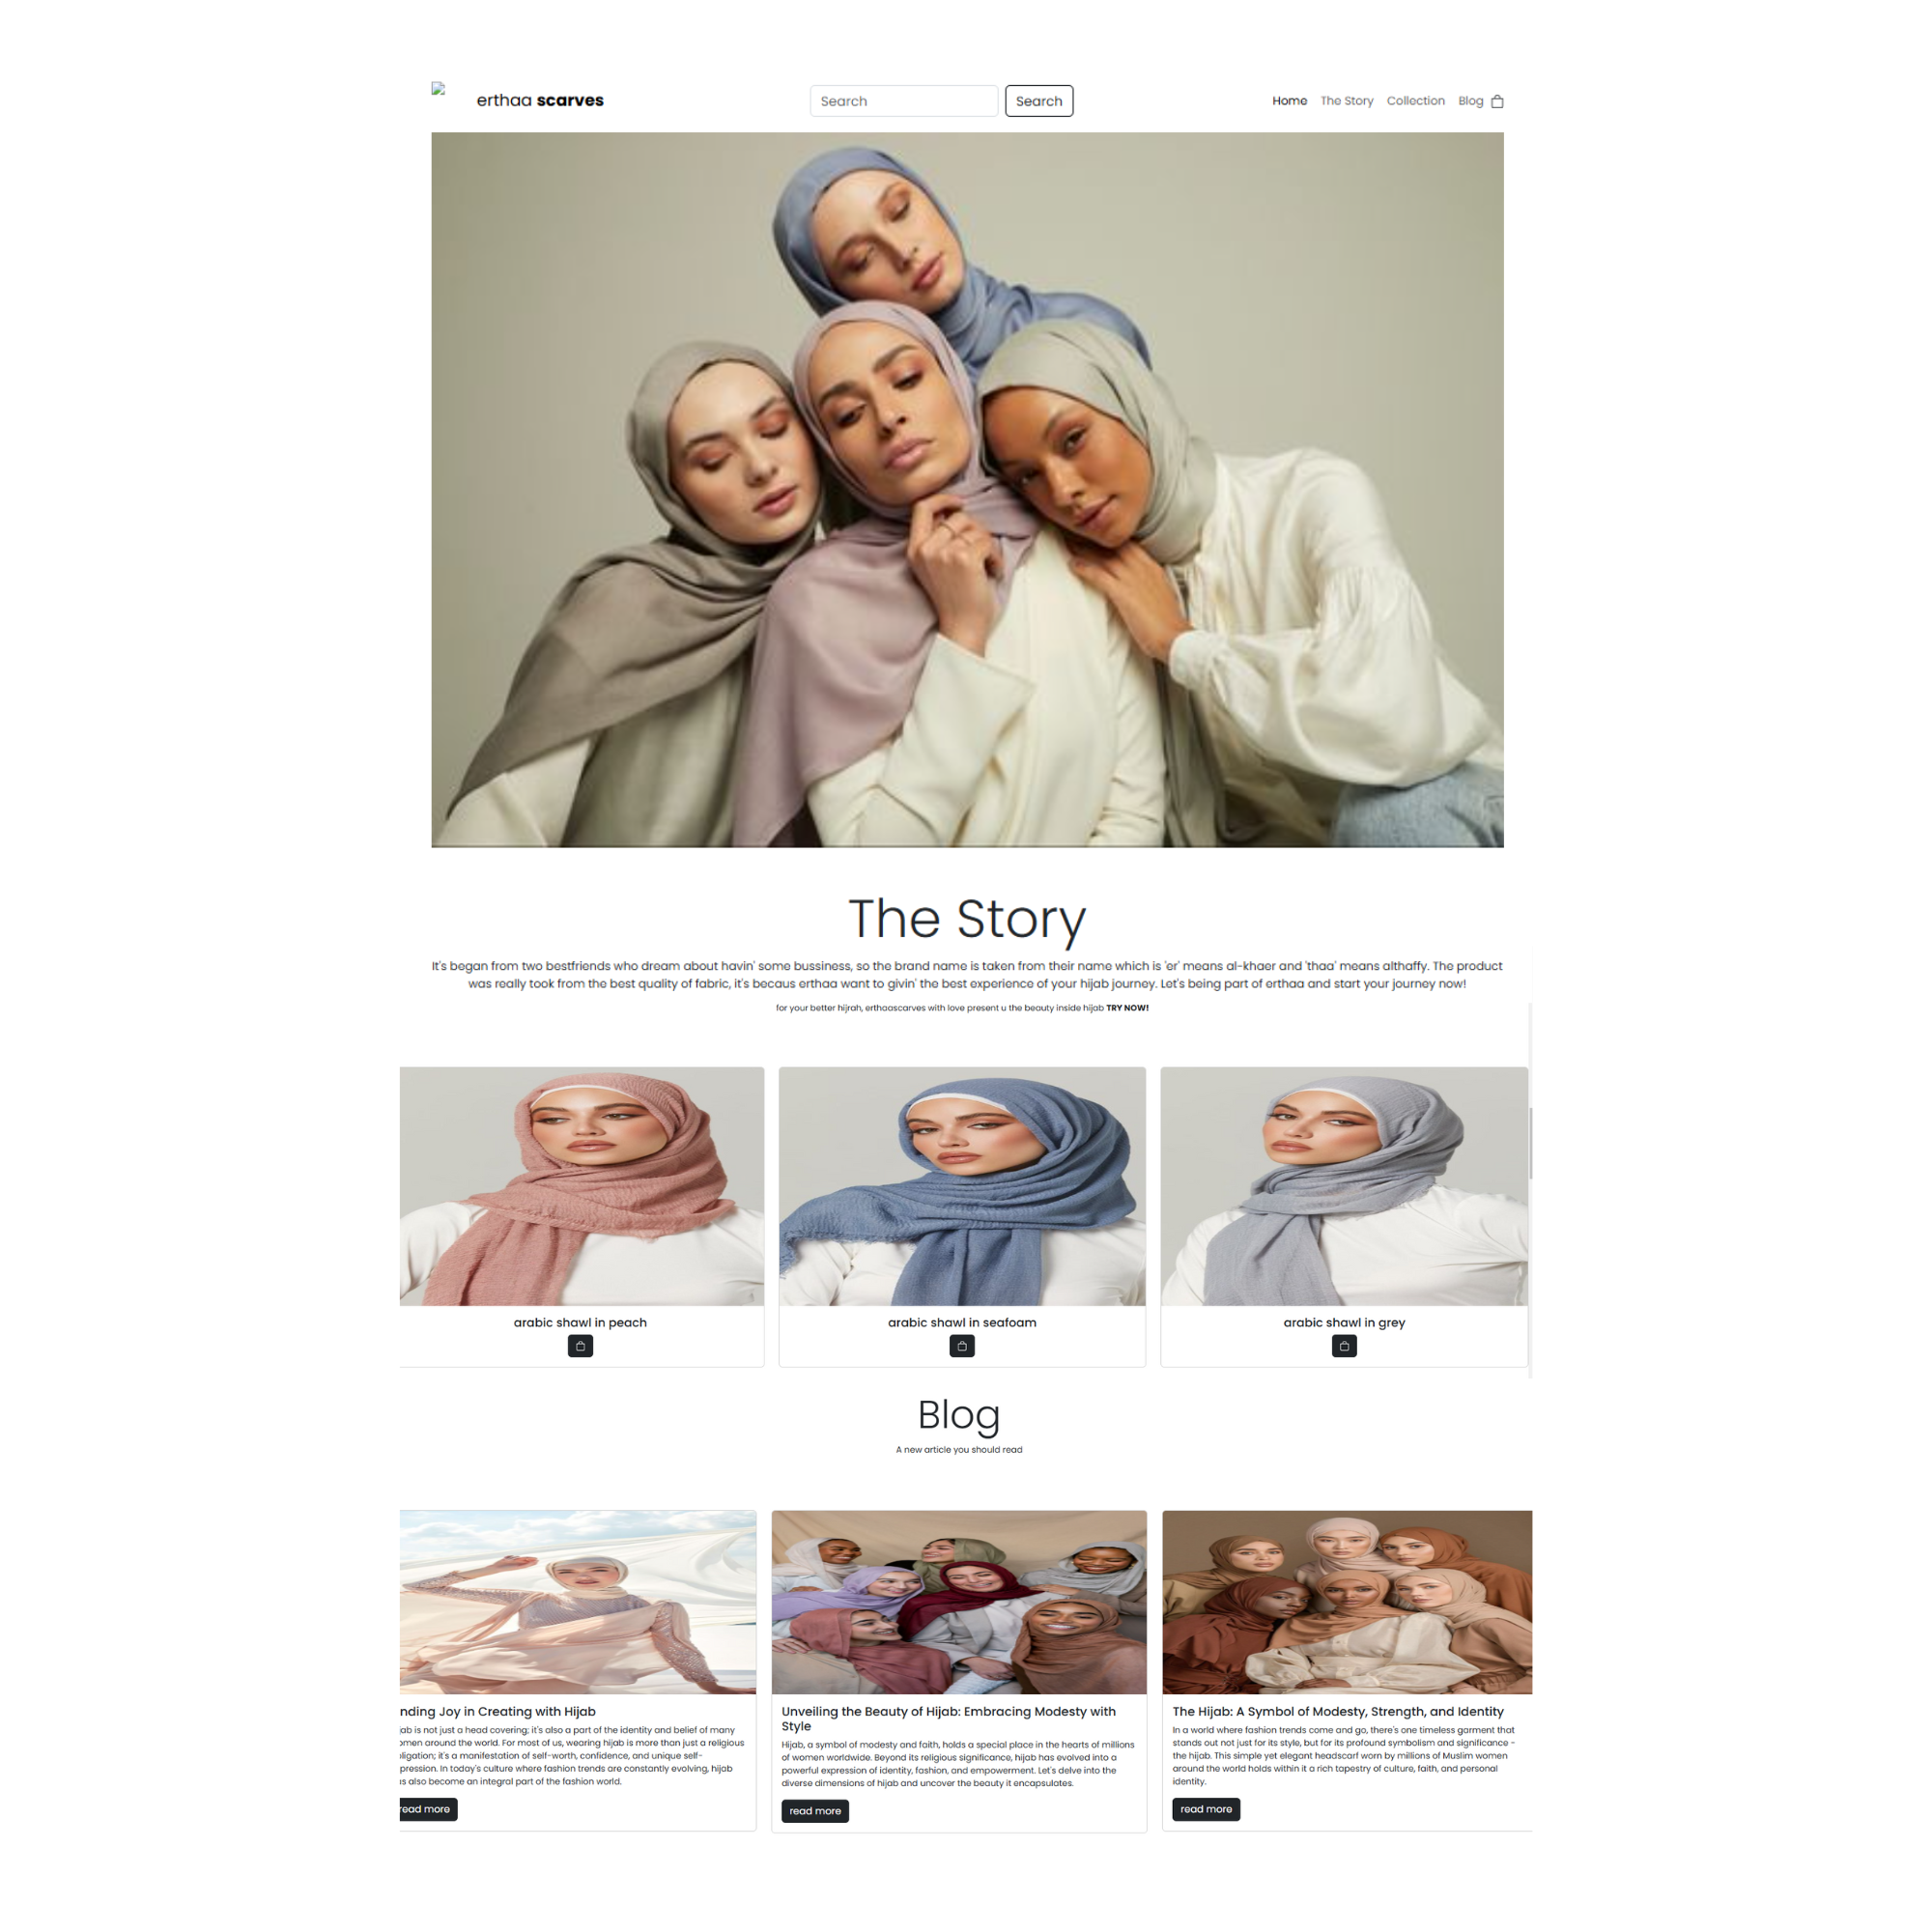 erthaa scarves
Search
Search
Home The Story Collection Blog
The Story
It's began from two bestfriends who dream about havin' some bussiness, so the brand name is taken from their name which is 'er' means al-khaer and 'thaa' means althaffy. The product
was really took from the best quality of fabric, it's becaus erthaa want to givin' the best experience of your hijab journey. Let's being part of erthaa and start your journey now!
for your better hijrah, erthaascarves with love present u the beauty inside hijab TRY NOW!
arabic shawl in peach
arabic shawl in seafoam
arabic shawl in grey
Blog
A new article you should read
nding Joy in Creating with Hijab
jab is not just a head covering; it's also a part of the identity and belief of many
omen around the world. For most of us, wearing hijab is more than just a religious
ligation; it's a manifestation of self-worth, confidence, and unique self-
pression. In today's culture where fashion trends are constantly evolving, hijab
s also become an integral part of the fashion world.
read more
Unveiling the Beauty of Hijab: Embracing Modesty with
Style
Hijab, a symbol of modesty and faith, holds a special place in the hearts of millions
of women worldwide. Beyond its religious significance, hijab has evolved into a
powerful expression of identity, fashion, and empowerment. Let's delve into the
diverse dimensions of hijab and uncover the beauty it encapsulates.
read more
The Hijab: A Symbol of Modesty, Strength, and Identity
In a world where fashion trends come and go, there's one timeless garment that
stands out not just for its style, but for its profound symbolism and significance -
the hijab. This simple yet elegant headscarf worn by millions of Muslim women
around the world holds within it a rich tapestry of culture, faith, and personal
identity.
read more